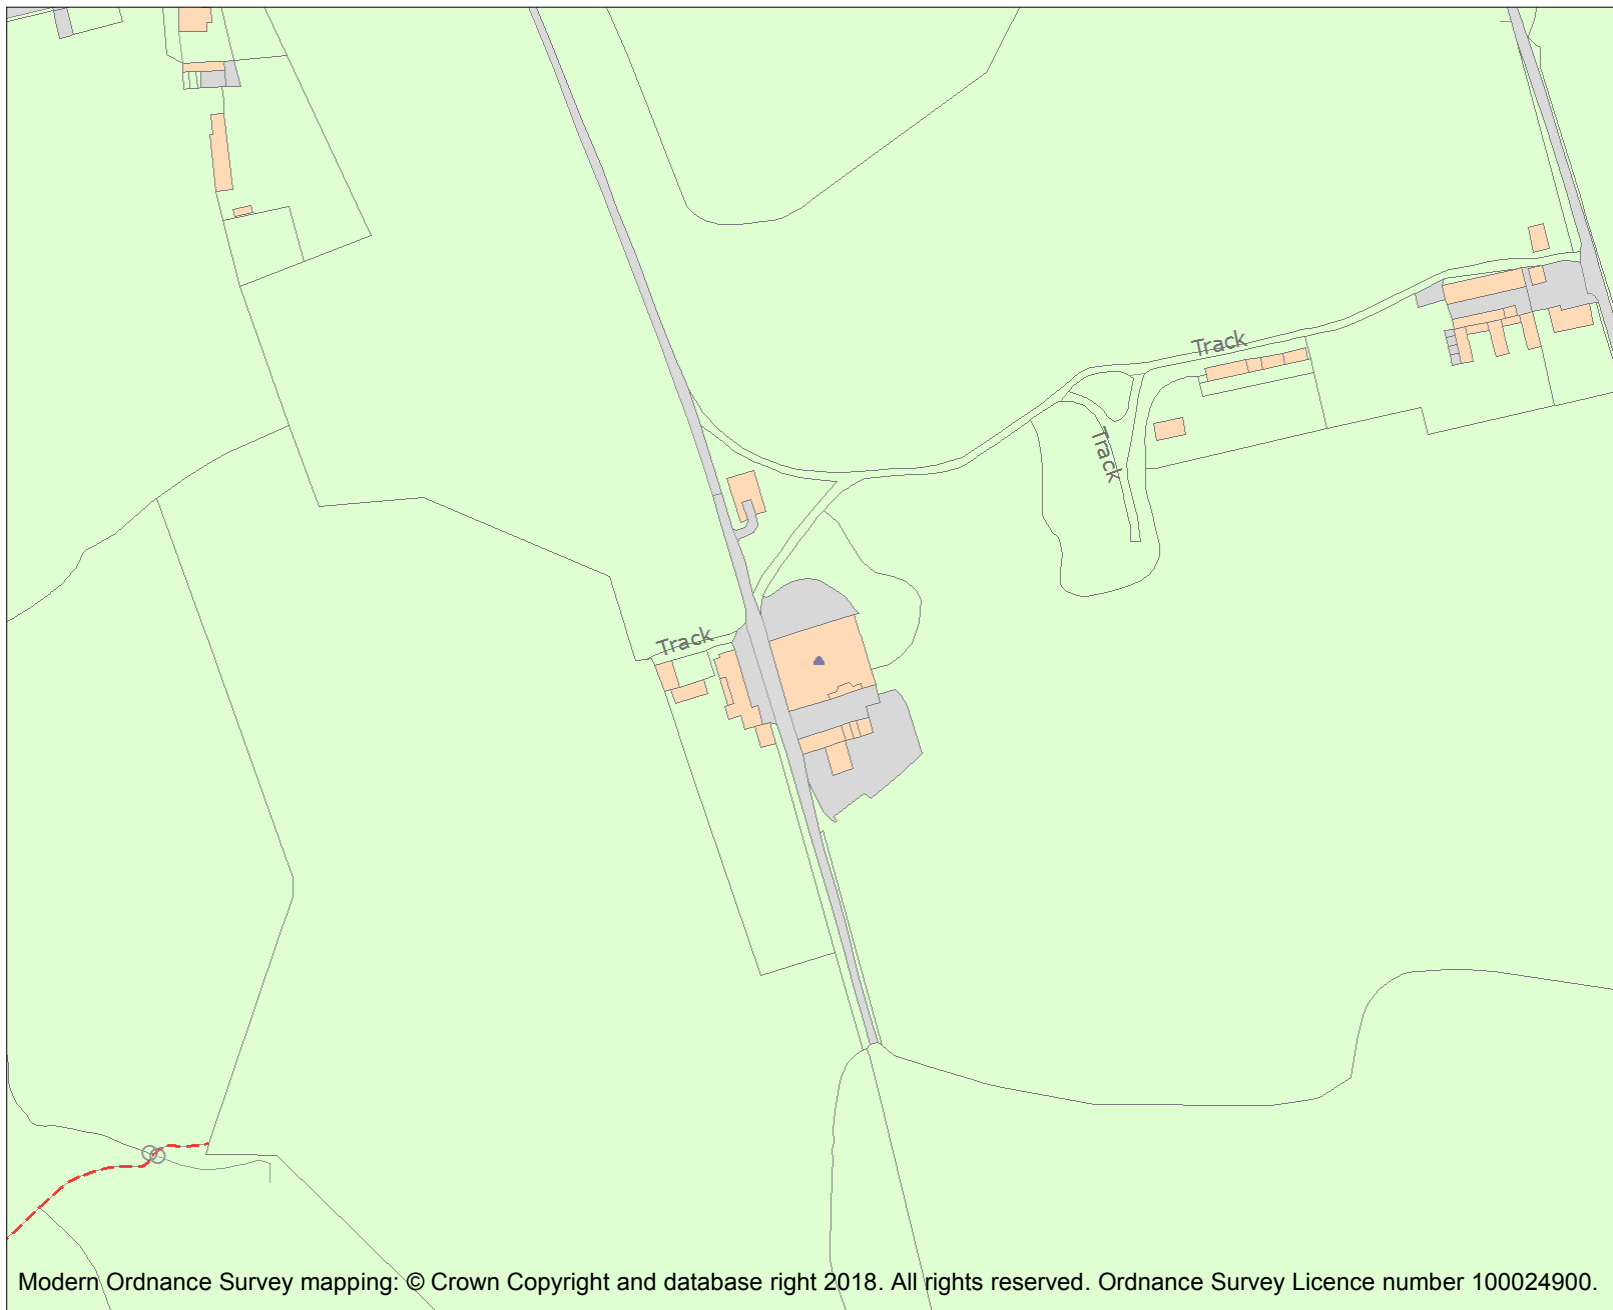 Track
Track
Track
Modern Ordnance Survey mapping: © Crown Copyright and database right 2018. All rights reserved. Ordnance Survey Licence number 100024900.